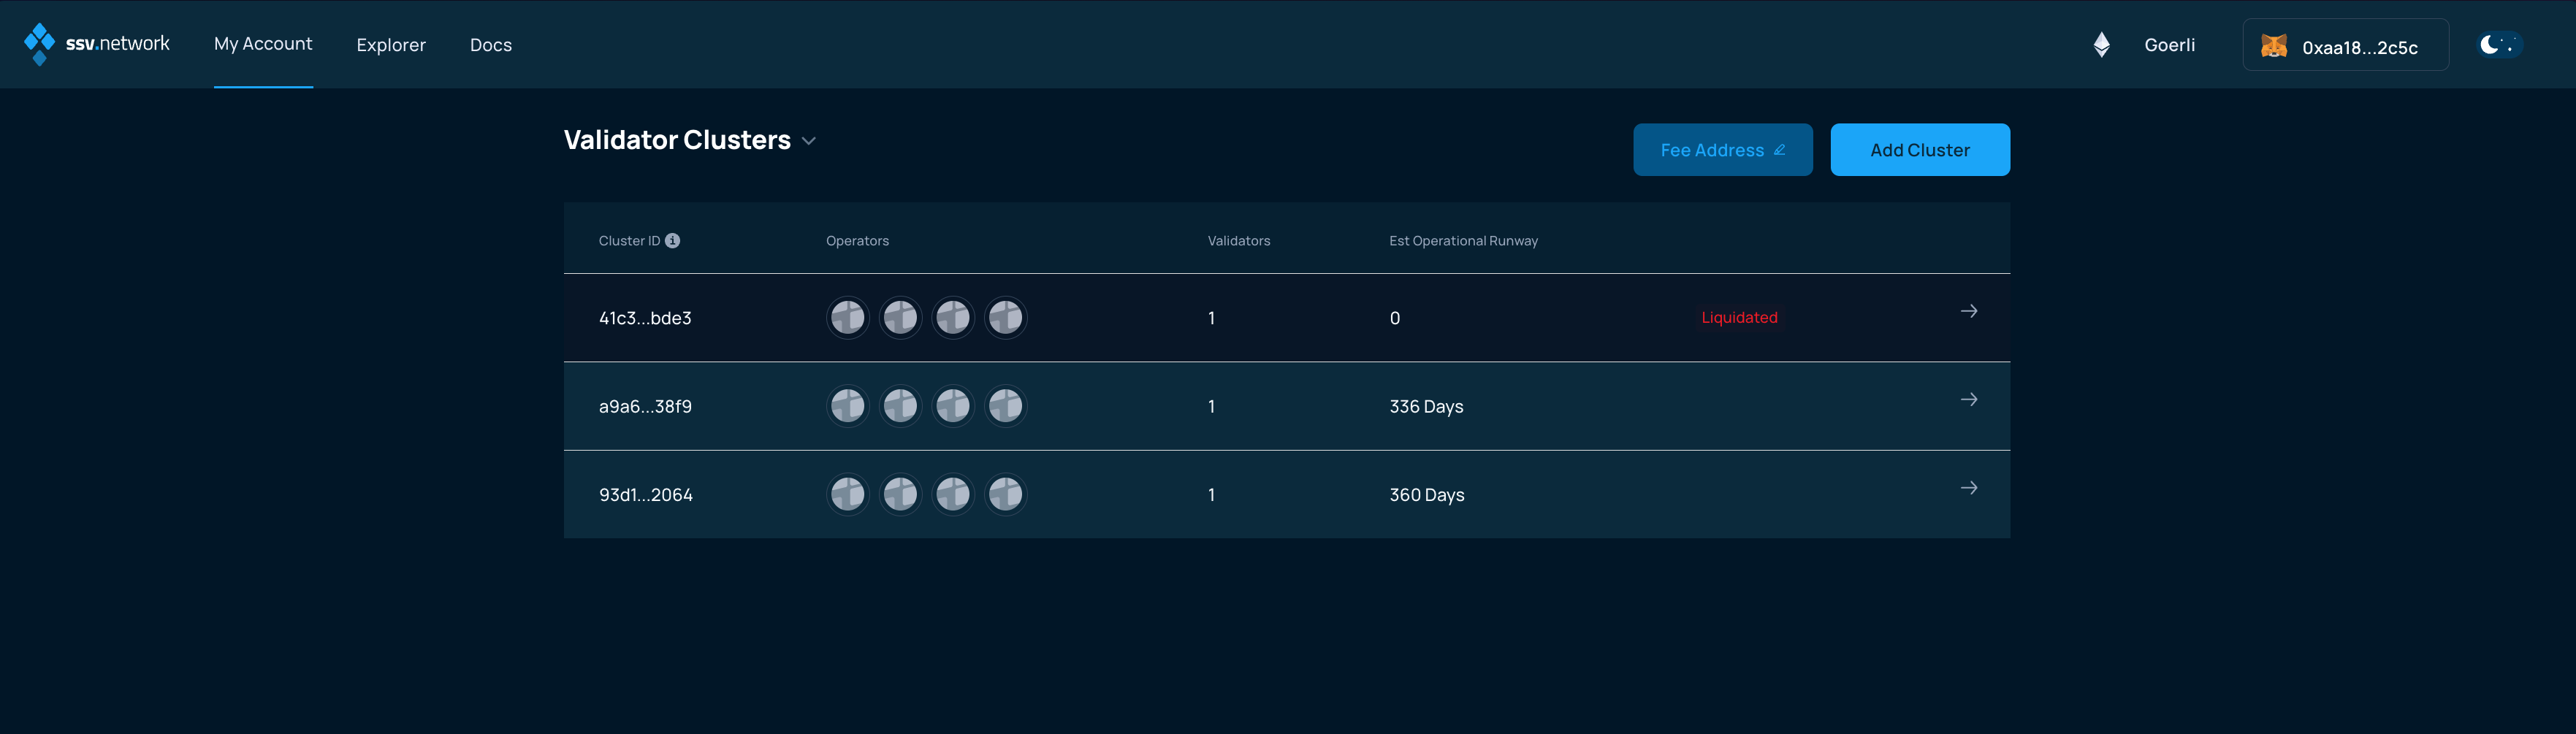 ssv.network My Account Explorer Docs Goerli 0xaa18...2c5c
Validator Clusters Fee Address Add Cluster
Cluster ID Operators Validators Est Operational Runway
41c3...bde3 1 0 Liquidated
a9a6...38f9 1 336 Days
93d1...2064 1 360 Days